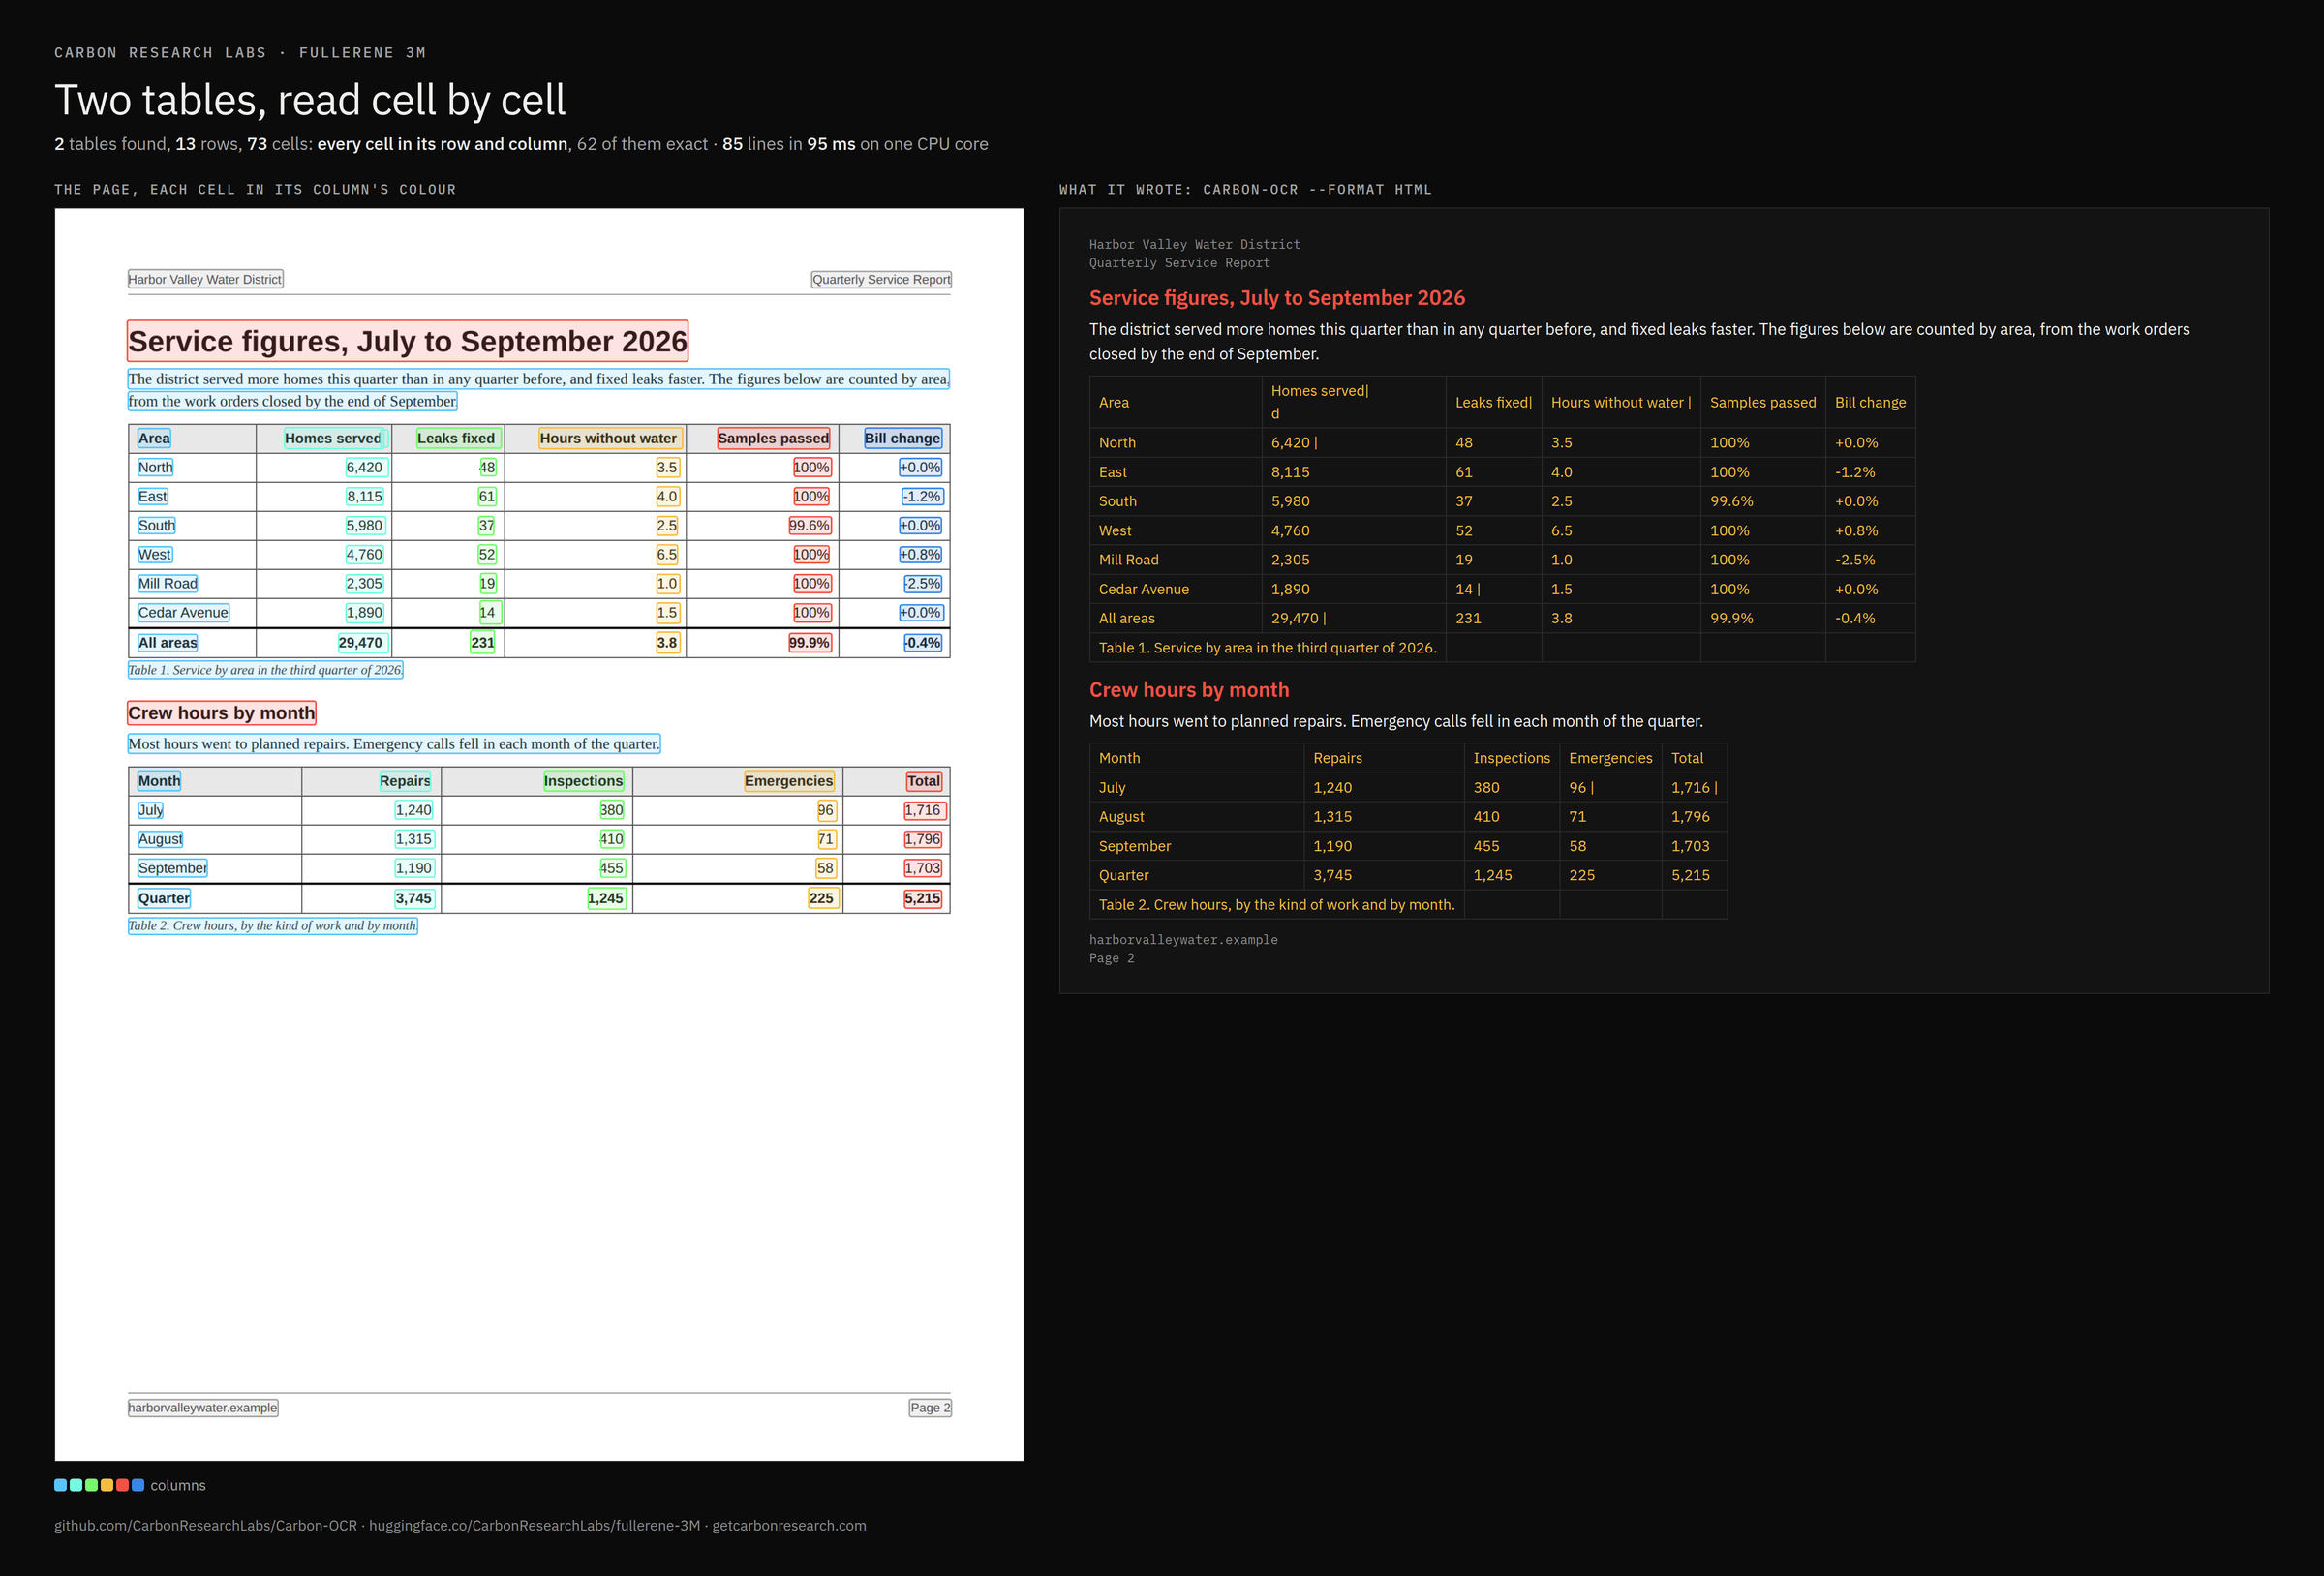 CARBON RESEARCH LABS · FULLERENE 3M
Two tables, read cell by cell
2 tables found, 13 rows, 73 cells: every cell in its row and column, 62 of them exact · 85 lines in 95 ms on one CPU core
THE PAGE, EACH CELL IN ITS COLUMN'S COLOUR
Harbor Valley Water District Quarterly Service Report
Service figures, July to September 2026
The district served more homes this quarter than in any quarter before, and fixed leaks faster. The figures below are counted by area,
from the work orders closed by the end of September.
Area Homes served Leaks fixed Hours without water Samples passed Bill change
North 6,420 48 3.5 100% +0.0%
East 8,115 61 4.0 100% -1.2%
South 5,980 37 2.5 99.6% +0.0%
West 4,760 52 6.5 100% +0.8%
Mill Road 2,305 19 1.0 100% -2.5%
Cedar Avenue 1,890 14 1.5 100% +0.0%
All areas 29,470 231 3.8 99.9% -0.4%
Table 1. Service by area in the third quarter of 2026.
Crew hours by month
Most hours went to planned repairs. Emergency calls fell in each month of the quarter.
Month Repairs Inspections Emergencies Total
July 1,240 380 96 1,716
August 1,315 410 71 1,796
September 1,190 455 58 1,703
Quarter 3,745 1,245 225 5,215
Table 2. Crew hours, by the kind of work and by month.
harborvalleywater.example Page 2
columns
WHAT IT WROTE: CARBON-OCR --FORMAT HTML
Harbor Valley Water District
Quarterly Service Report
Service figures, July to September 2026
The district served more homes this quarter than in any quarter before, and fixed leaks faster. The figures below are counted by area, from the work orders
closed by the end of September.
Area Homes served| Leaks fixed| Hours without water | Samples passed Bill change
d
North 6,420 | 48 3.5 100% +0.0%
East 8,115 61 4.0 100% -1.2%
South 5,980 37 2.5 99.6% +0.0%
West 4,760 52 6.5 100% +0.8%
Mill Road 2,305 19 1.0 100% -2.5%
Cedar Avenue 1,890 14 | 1.5 100% +0.0%
All areas 29,470 | 231 3.8 99.9% -0.4%
Table 1. Service by area in the third quarter of 2026.
Crew hours by month
Most hours went to planned repairs. Emergency calls fell in each month of the quarter.
Month Repairs Inspections Emergencies Total
July 1,240 380 96 | 1,716 |
August 1,315 410 71 1,796
September 1,190 455 58 1,703
Quarter 3,745 1,245 225 5,215
Table 2. Crew hours, by the kind of work and by month.
harborvalleywater.example
Page 2
github.com/CarbonResearchLabs/Carbon-OCR · huggingface.co/CarbonResearchLabs/fullerene-3M · getcarbonresearch.com